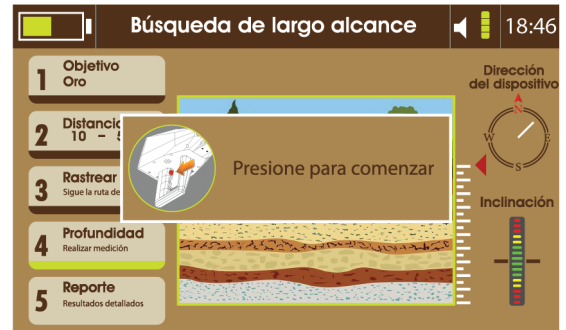 Búsqueda de largo alcance
18:46
1 Objetivo
Oro
2 Distancia
10 -
3 Rastrear
Sigue la ruta de
4 Profundidad
Realizar medición
5 Reporte
Resultados detallados
Presione para comenzar
Dirección
del dispositivo
N
W E
S
Inclinación